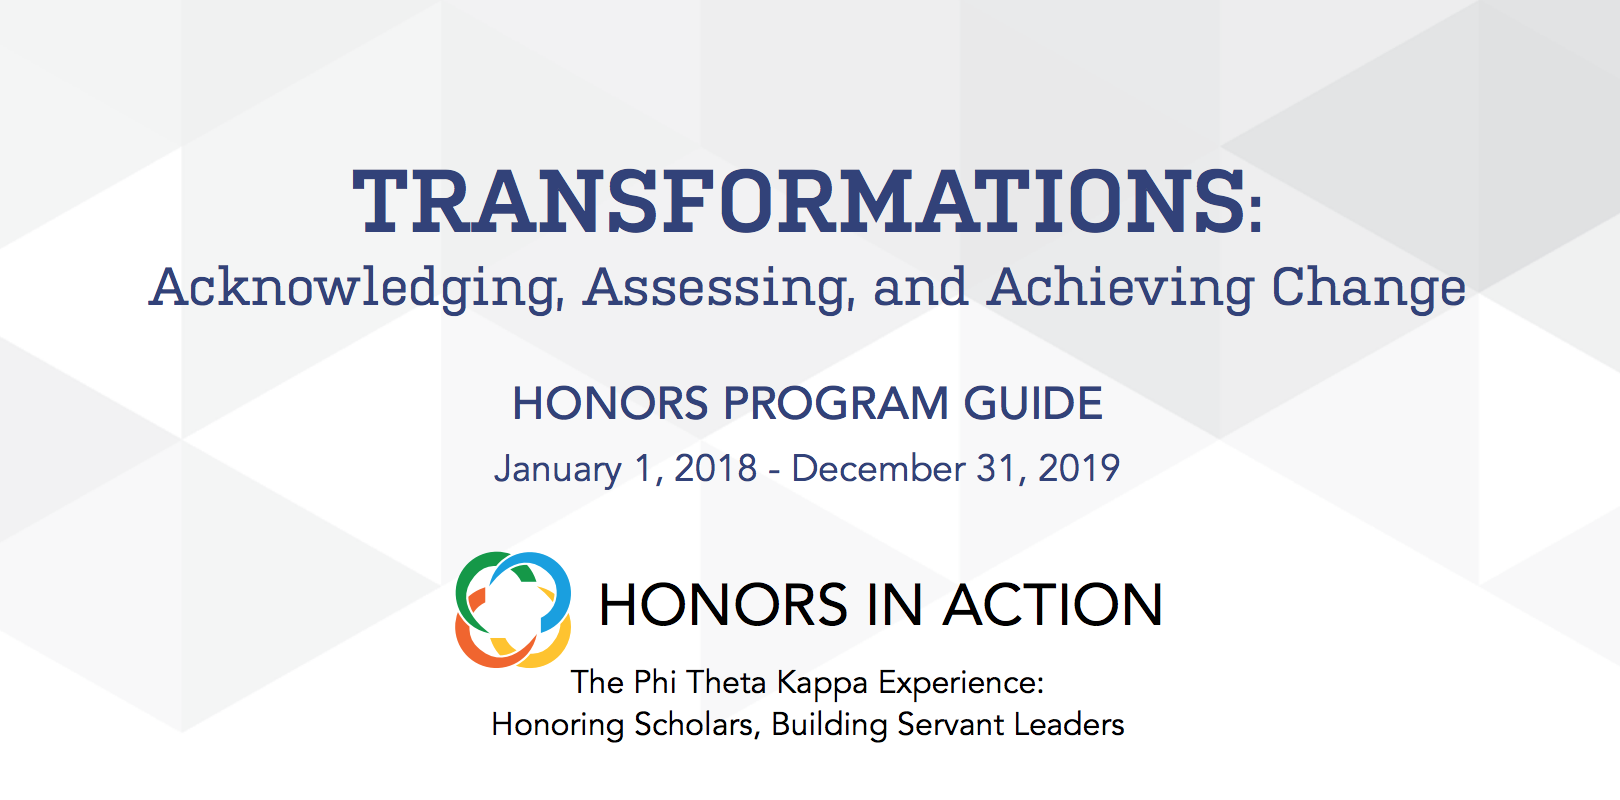 TRANSFORMATIONS:
Acknowledging, Assessing, and Achieving Change
HONORS PROGRAM GUIDE
January 1, 2018 - December 31, 2019
HONORS IN ACTION
The Phi Theta Kappa Experience:
Honoring Scholars, Building Servant Leaders